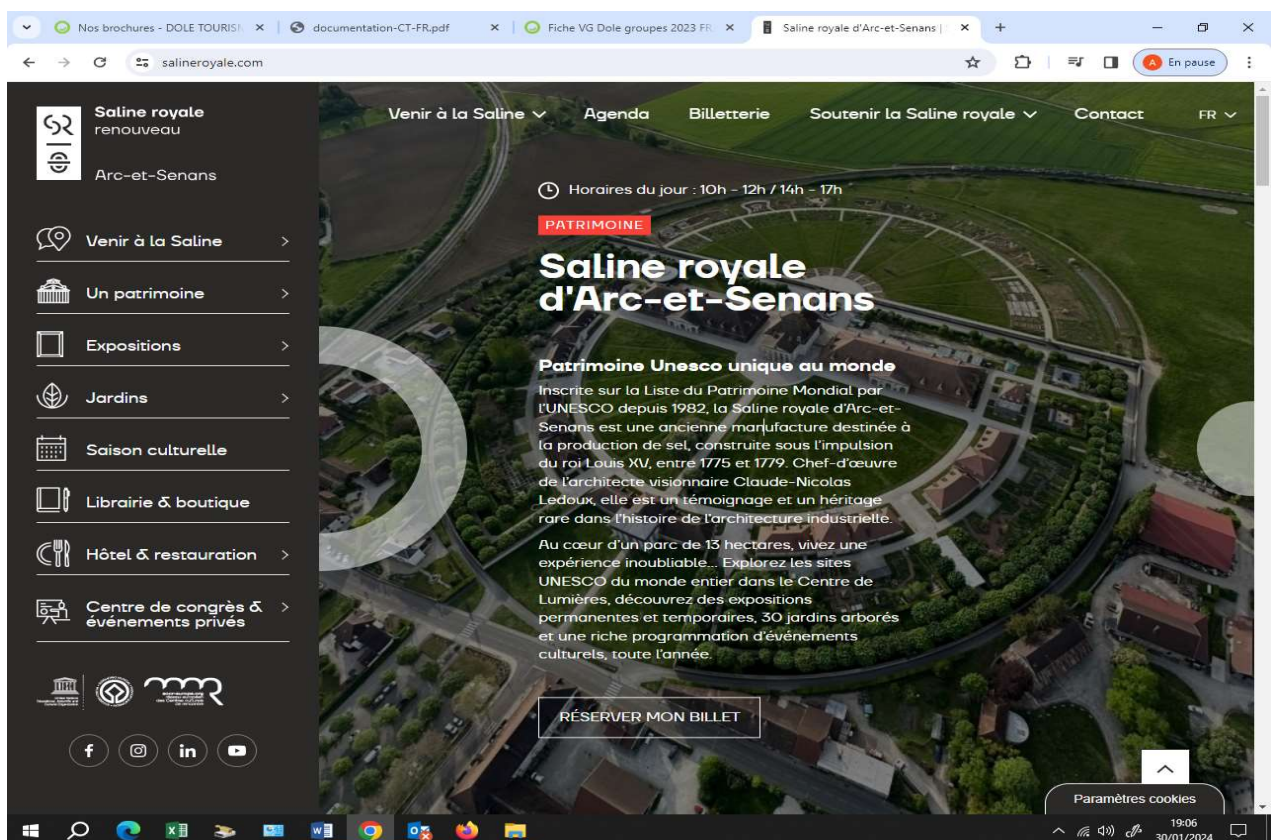 Nos brochures - DOLE TOURISM
documentation-CT-FR.pdf
Fiche VG Dole groupes 2023 FR
Saline royale d'Arc-et-Senans |
salineroyale.com
En pause
Saline royale
renouveau
Arc-et-Senans
Venir à la Saline
Agenda
Billetterie
Soutenir la Saline royale
Contact
FR
Venir à la Saline
Un patrimoine
Expositions
Jardins
Saison culturelle
Librairie & boutique
Hôtel & restauration
Centre de congrès &
événements privés
Horaires du jour : 10h - 12h / 14h - 17h
PATRIMOINE
Saline royale
d'Arc-et-Senans
Patrimoine Unesco unique au monde
Inscrite sur la Liste du Patrimoine Mondial par
l'UNESCO depuis 1982, la Saline royale d'Arc-et-
Senans est une ancienne manufacture destinée à
la production de sel, construite sous l'impulsion
du roi Louis XV, entre 1775 et 1779. Chef-d'œuvre
de l'architecte visionnaire Claude-Nicolas
Ledoux, elle est un témoignage et un héritage
rare dans l'histoire de l'architecture industrielle.
Au cœur d'un parc de 13 hectares, vivez une
expérience inoubliable... Explorez les sites
UNESCO du monde entier dans le Centre de
Lumières, découvrez des expositions
permanentes et temporaires, 30 jardins arborés
et une riche programmation d'événements
culturels, toute l'année.
RÉSERVER MON BILLET
Paramètres cookies
19:06
30/01/2024